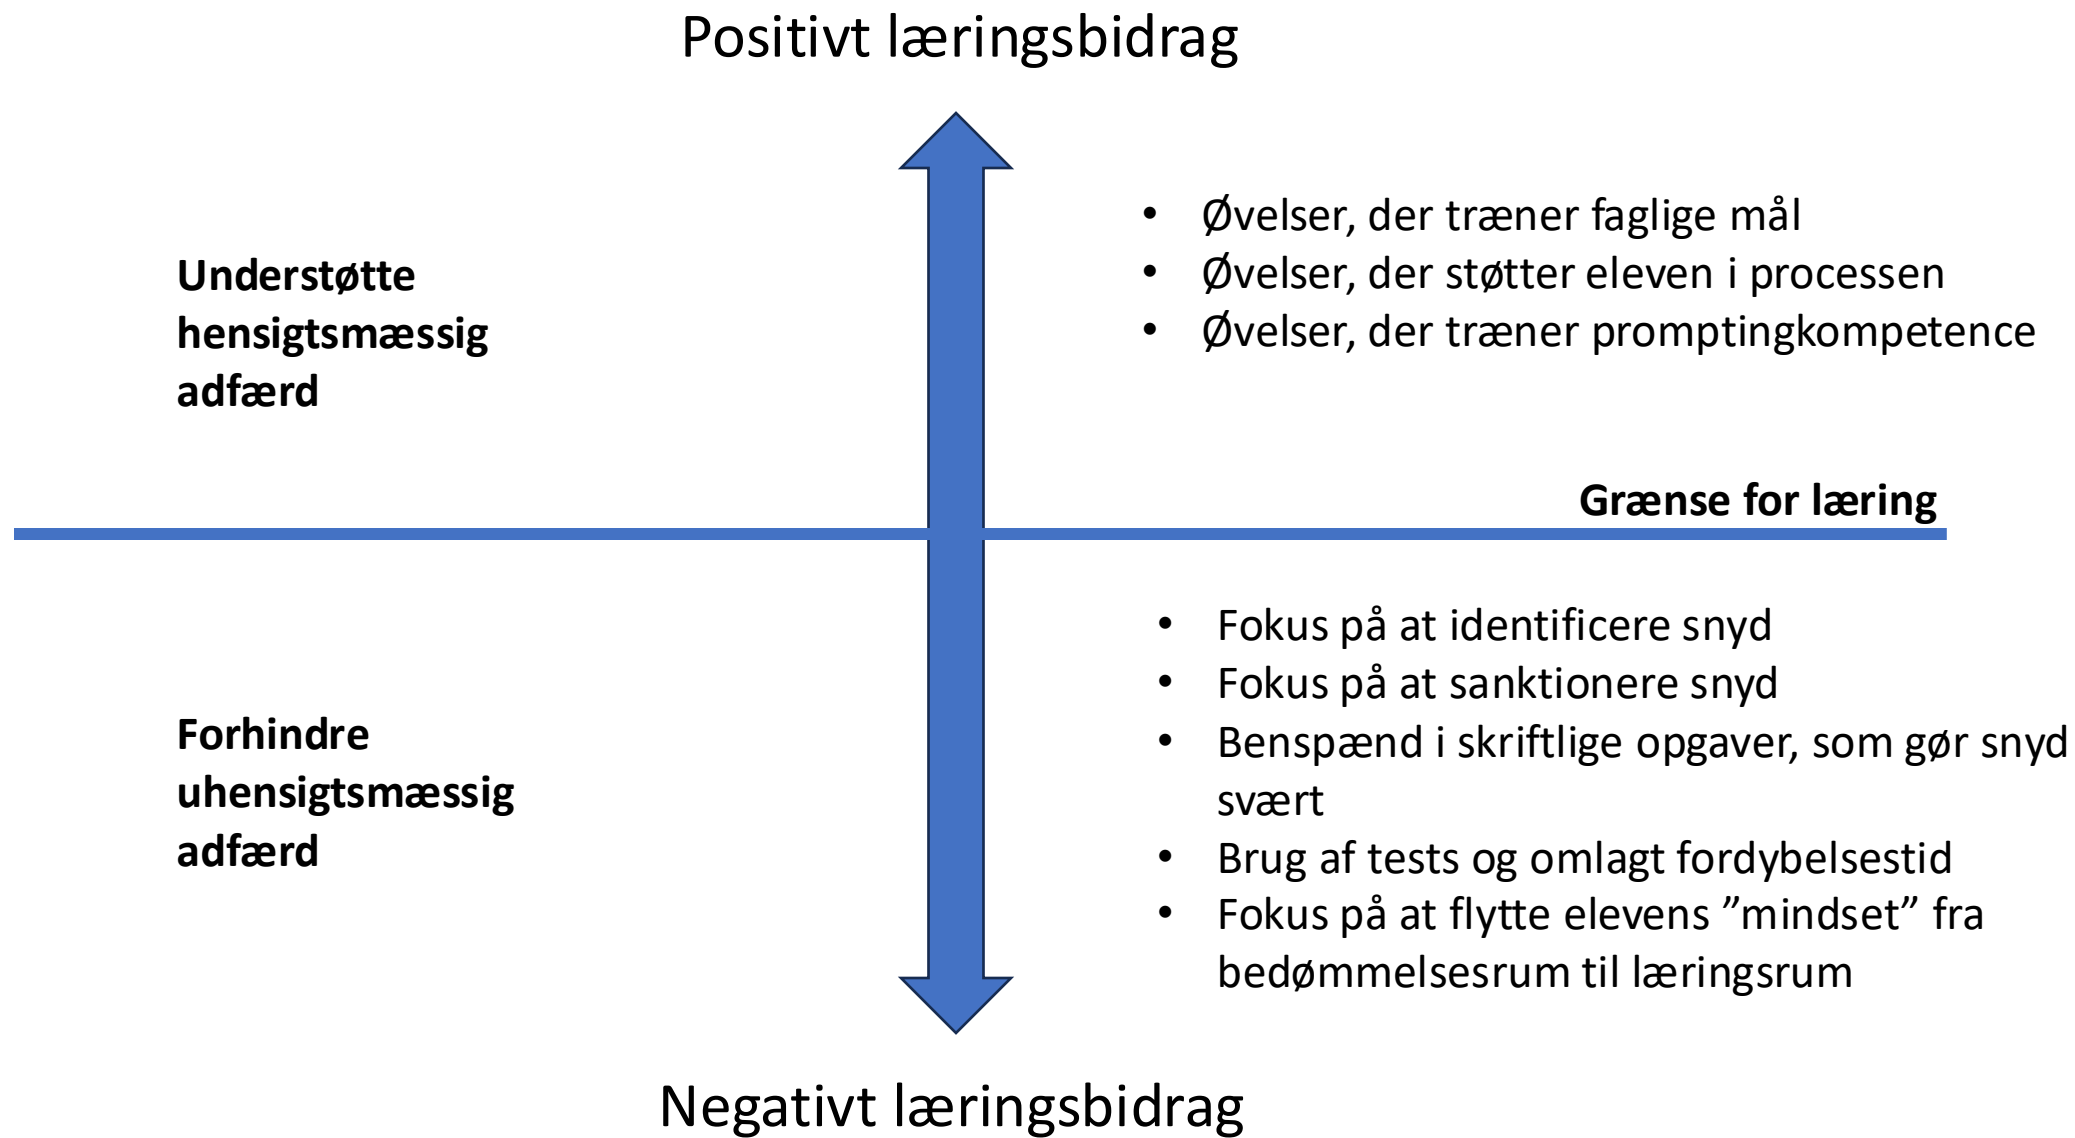 Positivt læringsbidrag
Understøtte
hensigtsmæssig
adfærd
• Øvelser, der træner faglige mål
• Øvelser, der støtter eleven i processen
• Øvelser, der træner promptingkompetence
Grænse for læring
Forhindre
uhensigtsmæssig
adfærd
• Fokus på at identificere snyd
• Fokus på at sanktionere snyd
• Benspænd i skriftlige opgaver, som gør snyd
svært
• Brug af tests og omlagt fordybelsestid
• Fokus på at flytte elevens ”mindset” fra
bedømmelsesrum til læringsrum
Negativt læringsbidrag